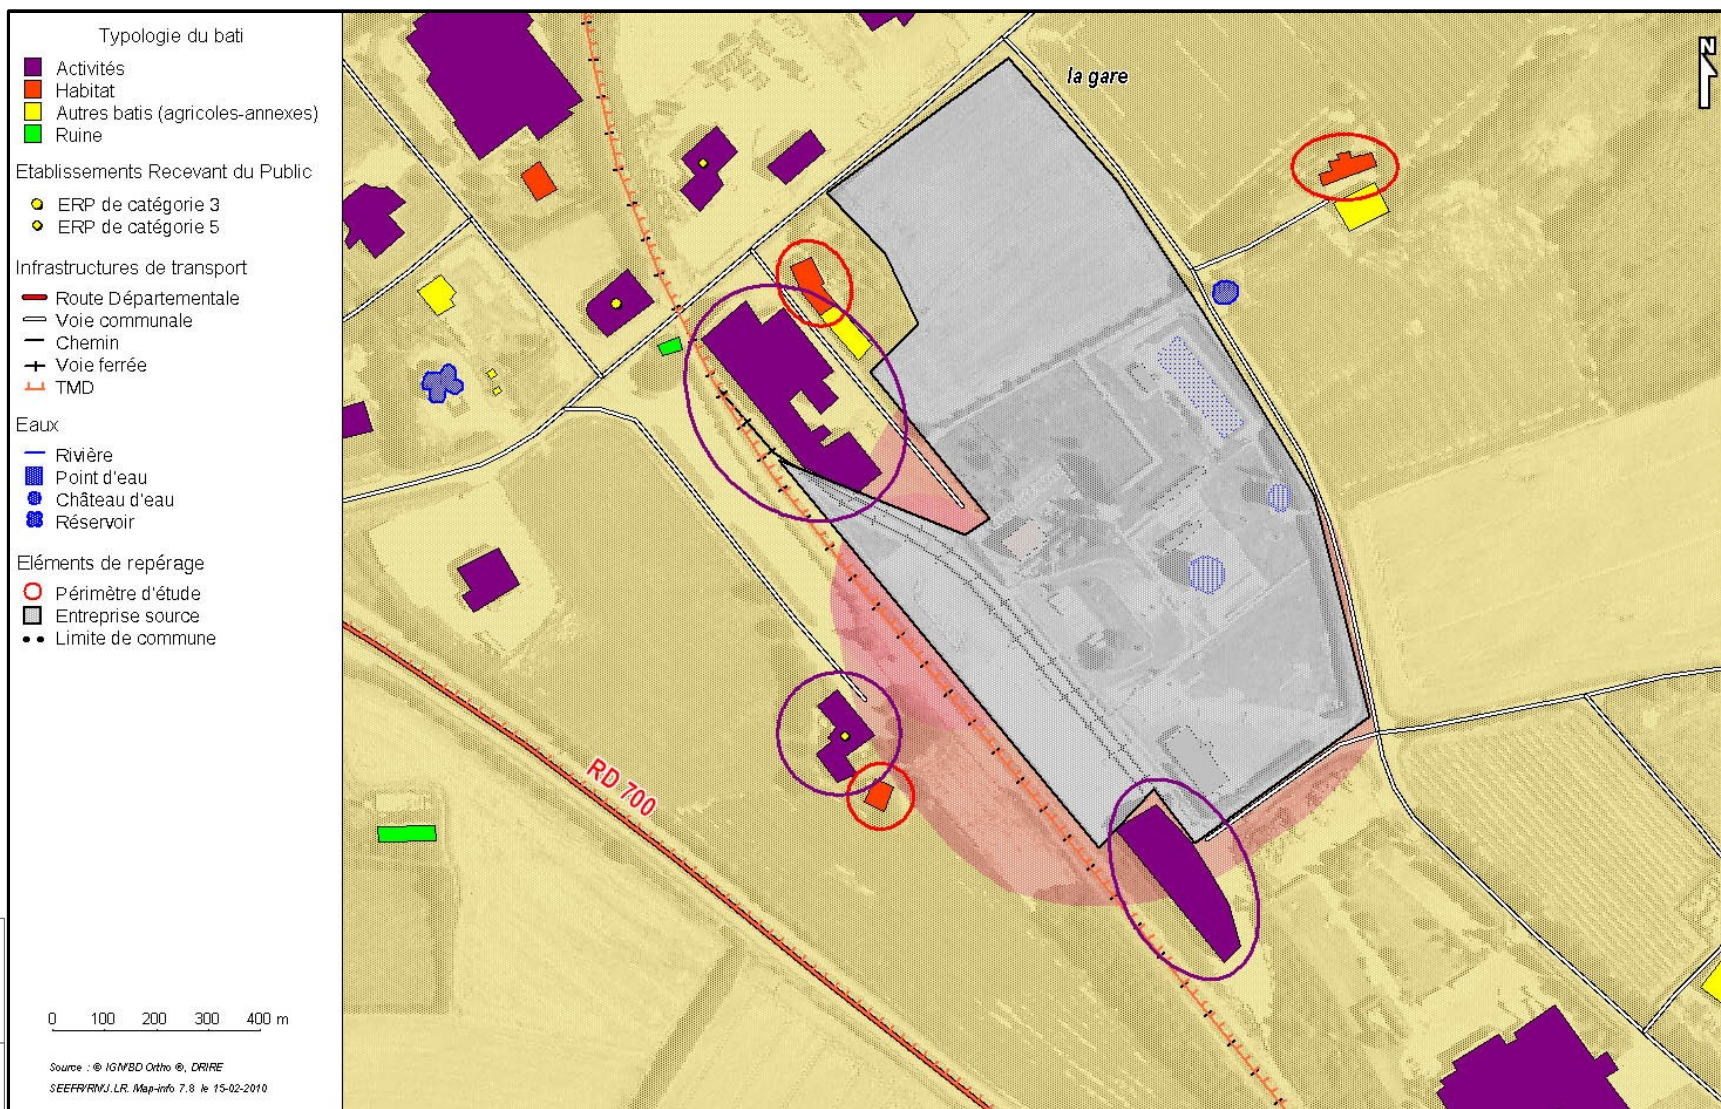 Typologie du bati
Activités
Habitat
Autres batis (agricoles-annexes)
Ruine
Etablissements Recevant du Public
ERP de catégorie 3
ERP de catégorie 5
Infrastructures de transport
Route Départementale
Voie communale
Chemin
Voie ferrée
TMD
Eaux
Rivière
Point d'eau
Château d'eau
Réservoir
Eléments de repérage
Périmètre d'étude
Entreprise source
Limite de commune
0 100 200 300 400 m
Source : © IGN/BD Ortho ®, DRIRE
Map-info 7.8 le 15-02-2010
la gare
N
RD 700